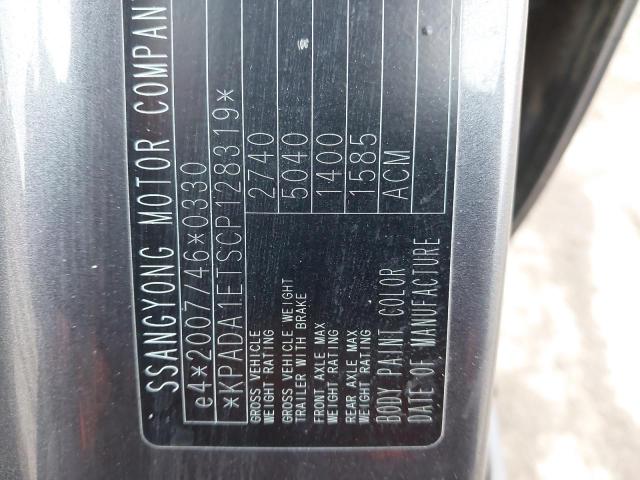 SSANGYONG MOTOR COMPAN
e4*2007/46*0330
*KPADA1ETSCP128319*
GROSS VEHICLE
WEIGHT RATING 2740
GROSS VEHICLE WEIGHT
TRAILER WITH BRAKE 5040
FRONT AXLE MAX
WEIGHT RATING 1400
REAR AXLE MAX
WEIGHT RATING 1585
BODY PAINT COLOR ACM
DATE OF MANUFACTURE